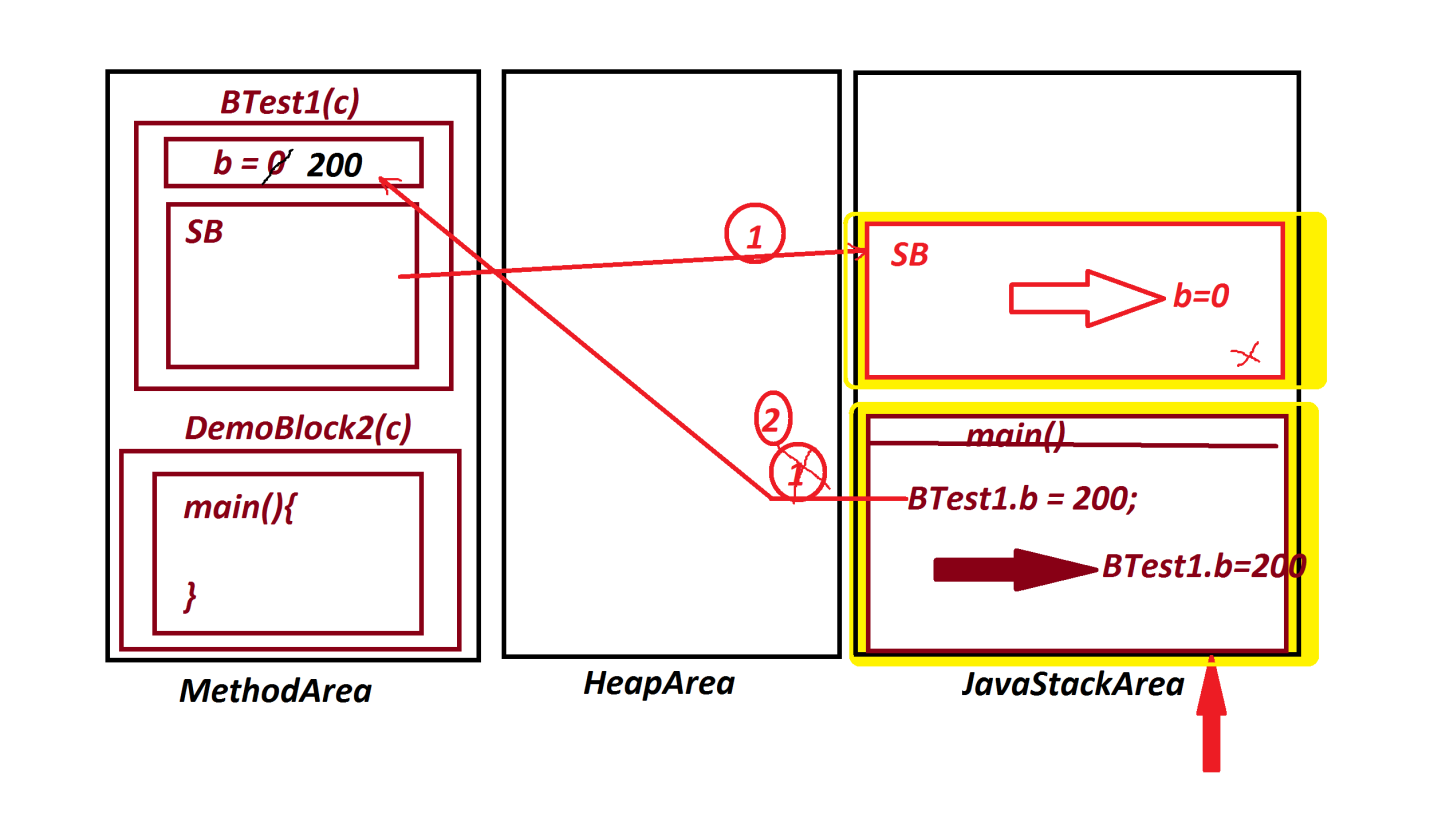 BTest1(c)
b = 0 200
SB
DemoBlock2(c)
main(){
}
MethodArea
1
2
1
HeapArea
SB
b=0
main()
BTest1.b = 200;
BTest1.b=200
JavaStackArea